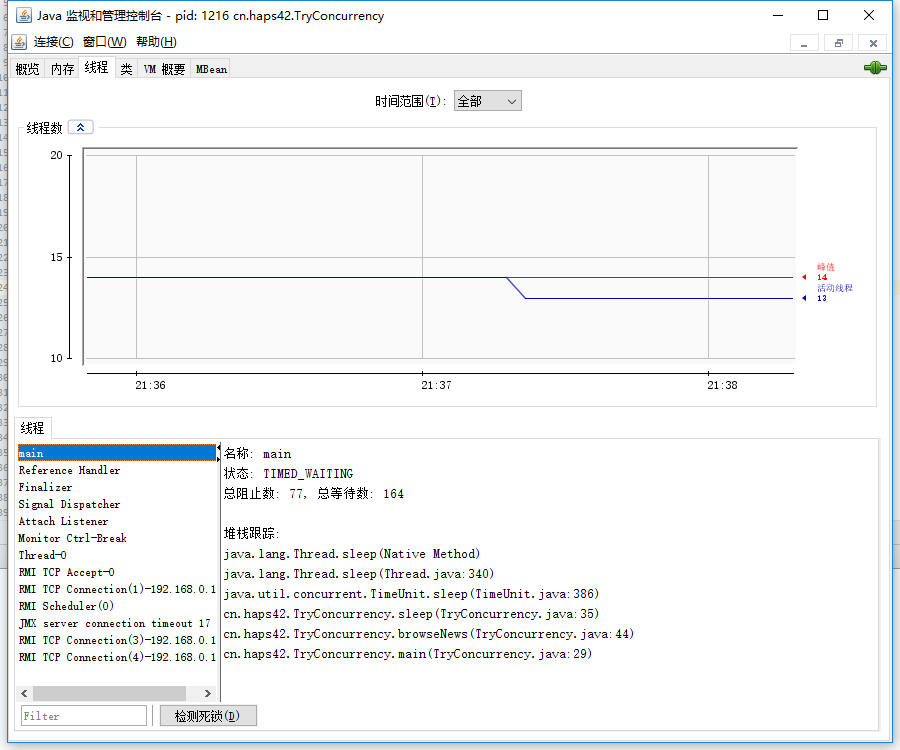 Java 监视和管理控制台 - pid: 1216 cn.haps42.TryConcurrency
连接(C) 窗口(W) 帮助(H)
概览 内存 线程 类 VM 概要 MBean
时间范围(T): 全部
线程数
20
15
10
峰值
14
活动线程
13
21:36 21:37 21:38
线程
main
Reference Handler
Finalizer
Signal Dispatcher
Attach Listener
Monitor Ctrl-Break
Thread-0
RMI TCP Accept-0
RMI TCP Connection(1)-192.168.0.1
RMI Scheduler(0)
JMX server connection timeout 17
RMI TCP Connection(3)-192.168.0.1
RMI TCP Connection(4)-192.168.0.1
名称: main
状态: TIMED_WAITING
总阻止数: 77, 总等待数: 164
堆栈跟踪:
java.lang.Thread.sleep(Native Method)
java.lang.Thread.sleep(Thread.java:340)
java.util.concurrent.TimeUnit.sleep(TimeUnit.java:386)
cn.haps42.TryConcurrency.sleep(TryConcurrency.java:35)
cn.haps42.TryConcurrency.browseNews(TryConcurrency.java:44)
cn.haps42.TryConcurrency.main(TryConcurrency.java:29)
Filter 检测死锁(D)